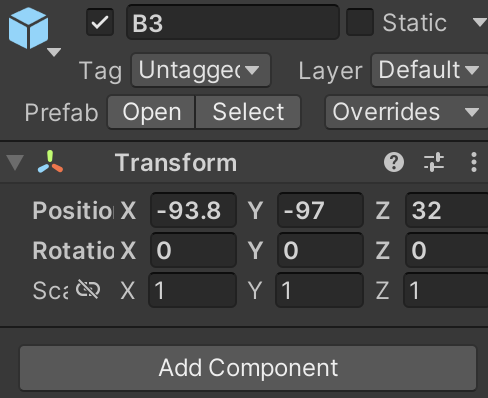 B3 Static
Tag Untagged Layer Default
Prefab Open Select Overrides
Transform
Positio X -93.8 Y -97 Z 32
Rotatio X 0 Y 0 Z 0
Sca X 1 Y 1 Z 1
Add Component